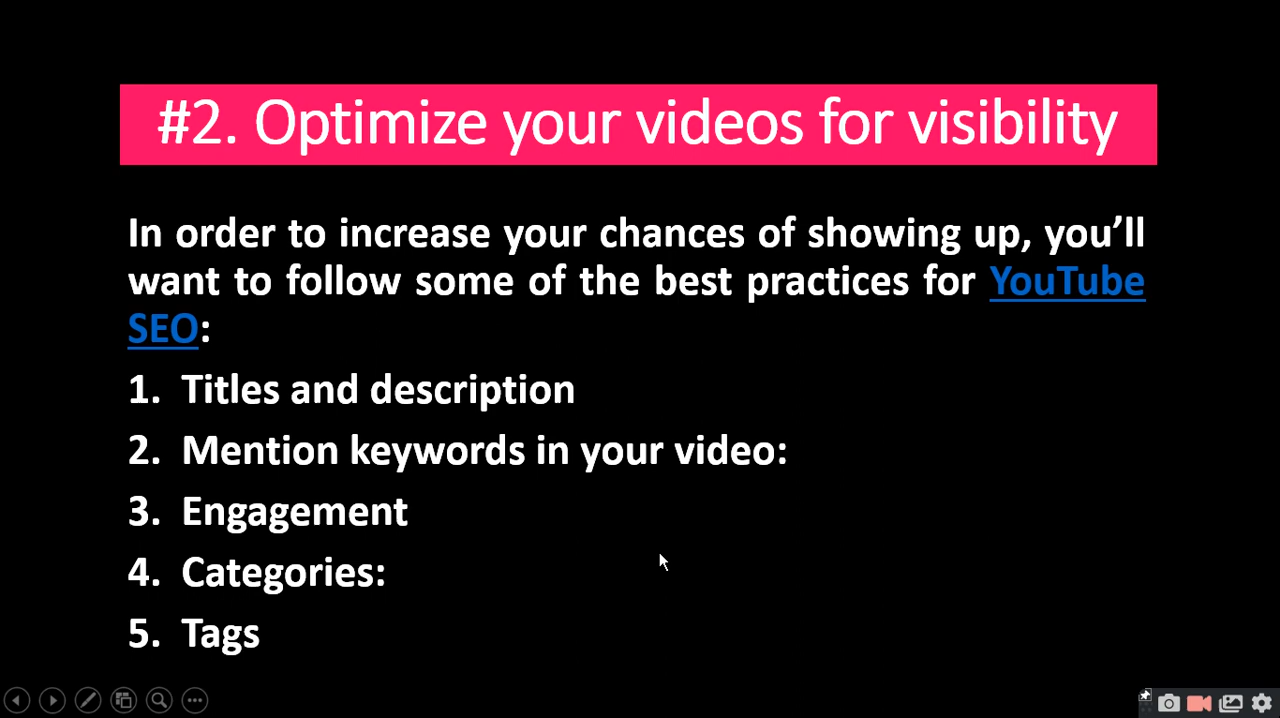 #2. Optimize your videos for visibility
In order to increase your chances of showing up, you’ll
want to follow some of the best practices for YouTube
SEO:
1. Titles and description
2. Mention keywords in your video:
3. Engagement
4. Categories:
5. Tags